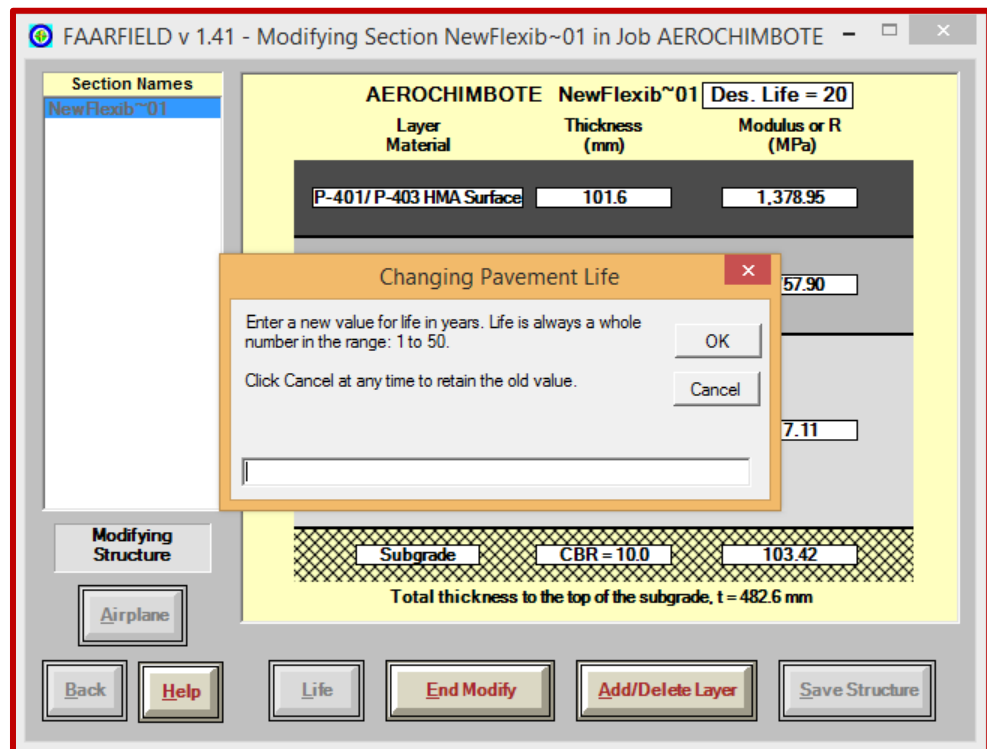 FAARFIELD v 1.41 - Modifying Section NewFlexib~01 in Job AEROCHIMBOTE
Section Names
NewFlexib~01
AEROCHIMBOTE NewFlexib~01 Des. Life = 20
Layer Material
Thickness (mm)
Modulus or R (MPa)
P-401/ P-403 HMA Surface 101.6 1,378.95
Changing Pavement Life
57.90
Enter a new value for life in years. Life is always a whole
number in the range: 1 to 50.
OK
Click Cancel at any time to retain the old value.
Cancel
7.11
Modifying
Structure
Subgrade CBR = 10.0 103.42
Total thickness to the top of the subgrade, t = 482.6 mm
Airplane
Back Help Life End Modify Add/Delete Layer Save Structure